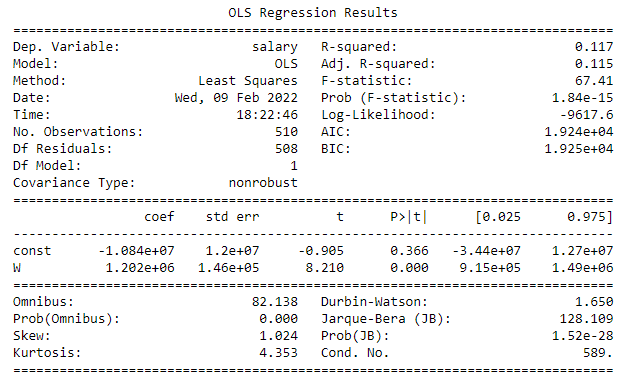 OLS Regression Results
==============================================================================
Dep. Variable:                 salary   R-squared:                       0.117
Model:                            OLS   Adj. R-squared:                  0.115
Method:                 Least Squares   F-statistic:                     67.41
Date:                Wed, 09 Feb 2022   Prob (F-statistic):           1.84e-15
Time:                        18:22:46   Log-Likelihood:                -9617.6
No. Observations:                 510   AIC:                         1.924e+04
Df Residuals:                     508   BIC:                         1.925e+04
Df Model:                           1
Covariance Type:            nonrobust
==============================================================================
                 coef    std err          t      P>|t|      [0.025      0.975]
------------------------------------------------------------------------------
const      -1.084e+07    1.2e+07     -0.905      0.366   -3.44e+07    1.27e+07
W           1.202e+06   1.46e+05      8.210      0.000    9.15e+05    1.49e+06
==============================================================================
Omnibus:                       82.138   Durbin-Watson:                   1.650
Prob(Omnibus):                  0.000   Jarque-Bera (JB):              128.109
Skew:                           1.024   Prob(JB):                     1.52e-28
Kurtosis:                       4.353   Cond. No.                         589.
==============================================================================